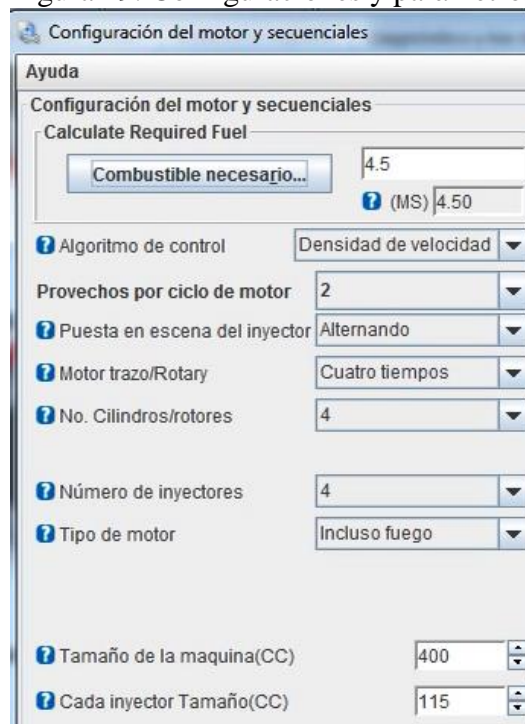 Configuración del motor y secuenciales
Ayuda
Configuración del motor y secuenciales
Calculate Required Fuel
Combustible necesario... 4.5
(MS) 4.50
Algoritmo de control Densidad de velocidad
Provechos por ciclo de motor 2
Puesta en escena del inyector Alternando
Motor trazo/Rotary Cuatro tiempos
No. Cilindros/rotores 4
Número de inyectores 4
Tipo de motor Incluso fuego
Tamaño de la maquina(CC) 400
Cada inyector Tamaño(CC) 115